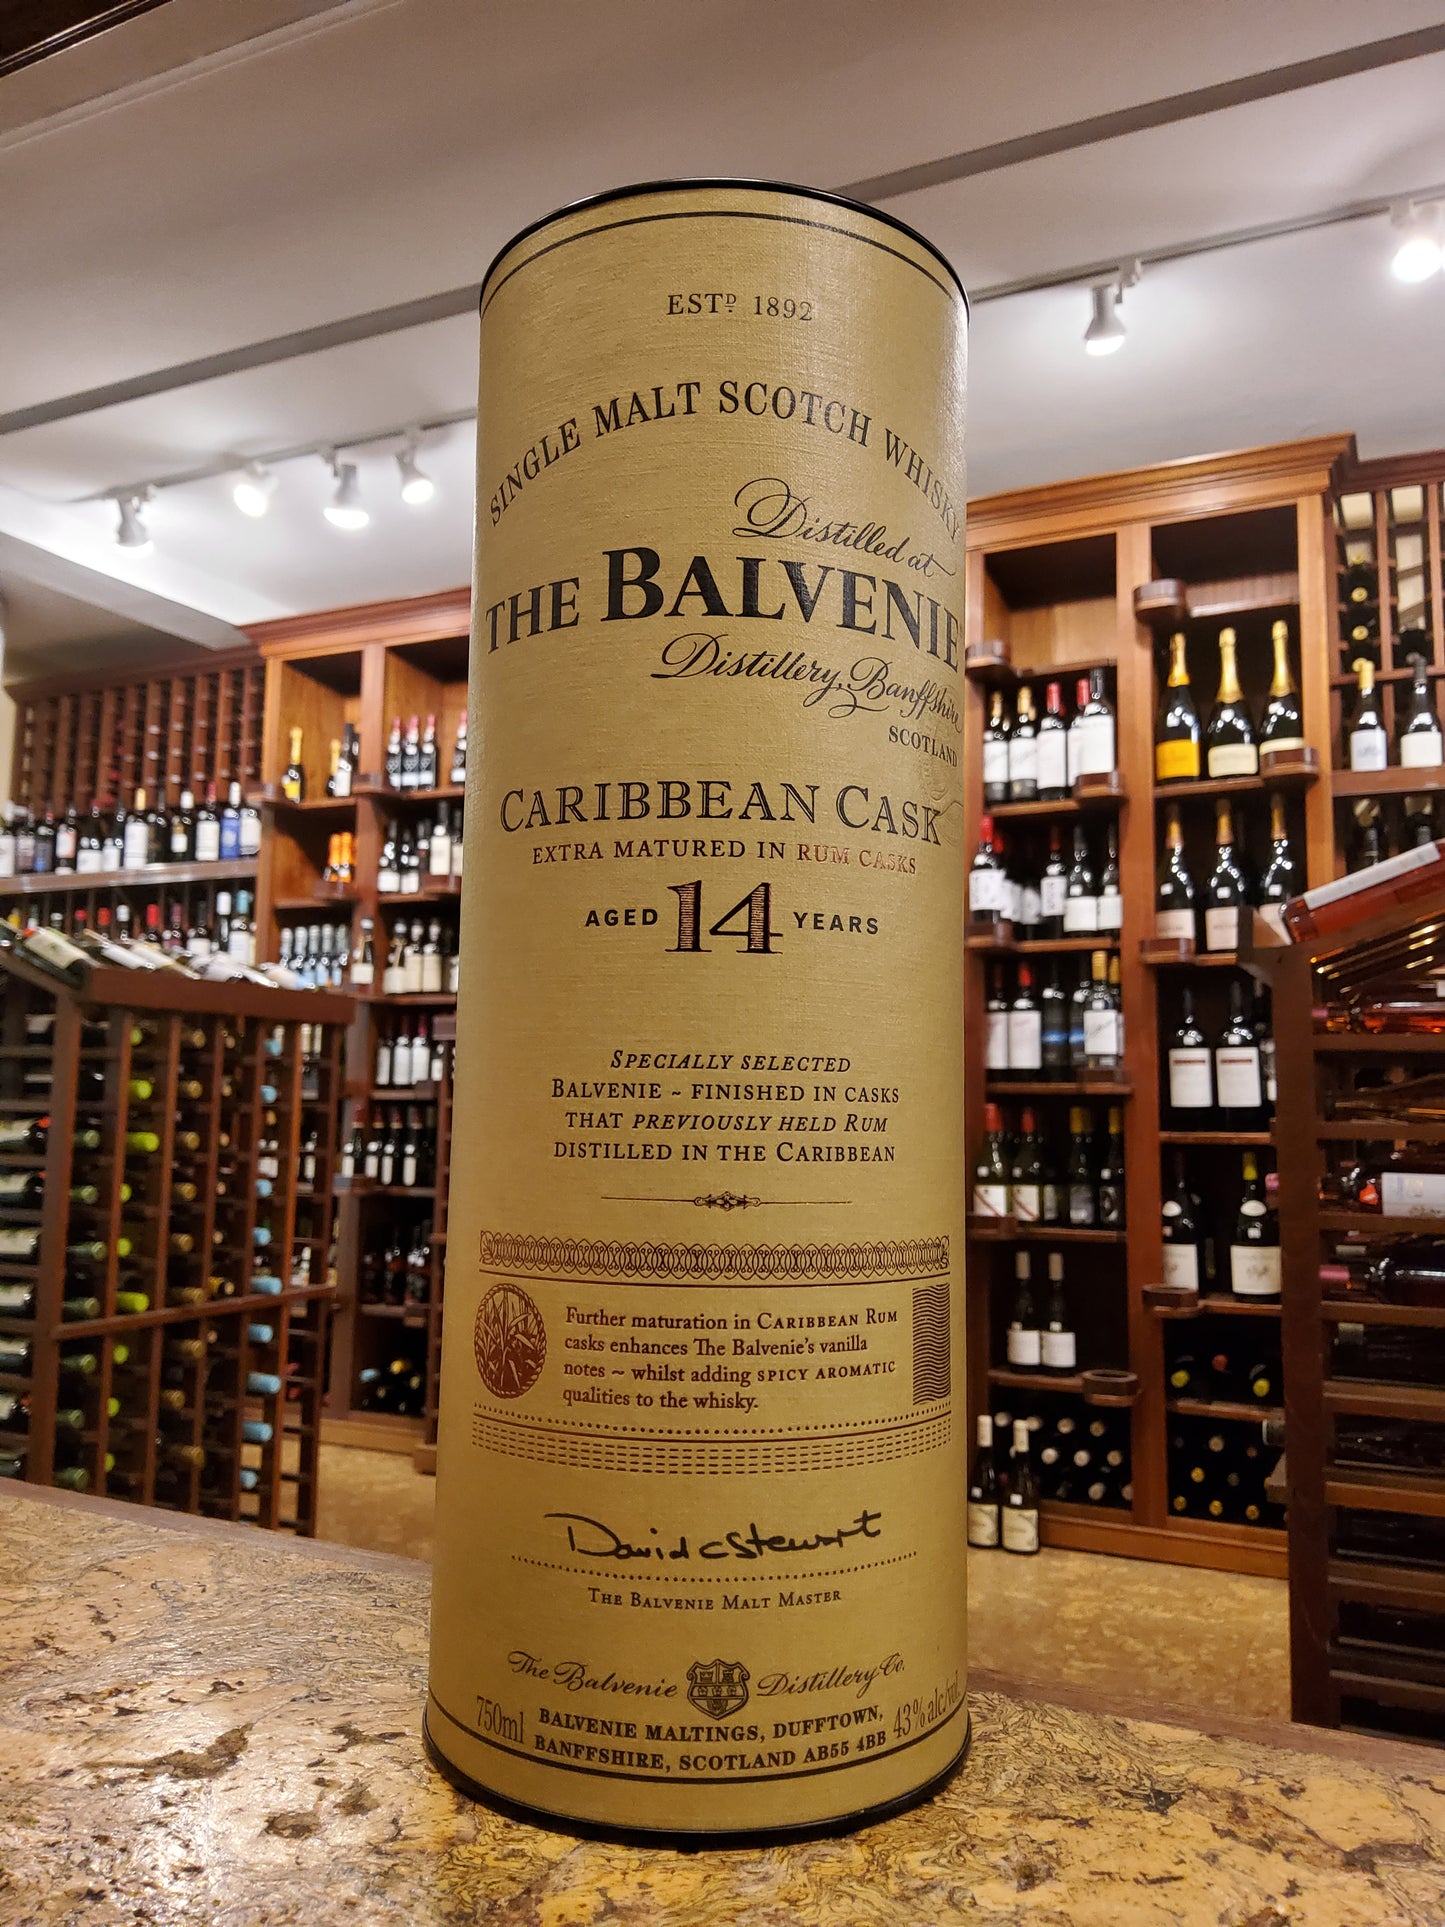 ESTD 1892
SINGLE MALT SCOTCH WHISKY
Distilled at
THE BALVENIE
Distillery, Banffshire
SCOTLAND
CARIBBEAN CASK
EXTRA MATURED IN RUM CASKS
AGED 14 YEARS
SPECIALLY SELECTED
BALVENIE ~ FINISHED IN CASKS
THAT PREVIOUSLY HELD RUM
DISTILLED IN THE CARIBBEAN
Further maturation in CARIBBEAN RUM
casks enhances The Balvenie's vanilla
notes ~ whilst adding SPICY AROMATIC
qualities to the whisky.
David C Stewart
THE BALVENIE MALT MASTER
The Balvenie Distillery Co.
750ml BALVENIE MALTINGS, DUFFTOWN, 43% alc/vol.
BANFFSHIRE, SCOTLAND AB55 4BB